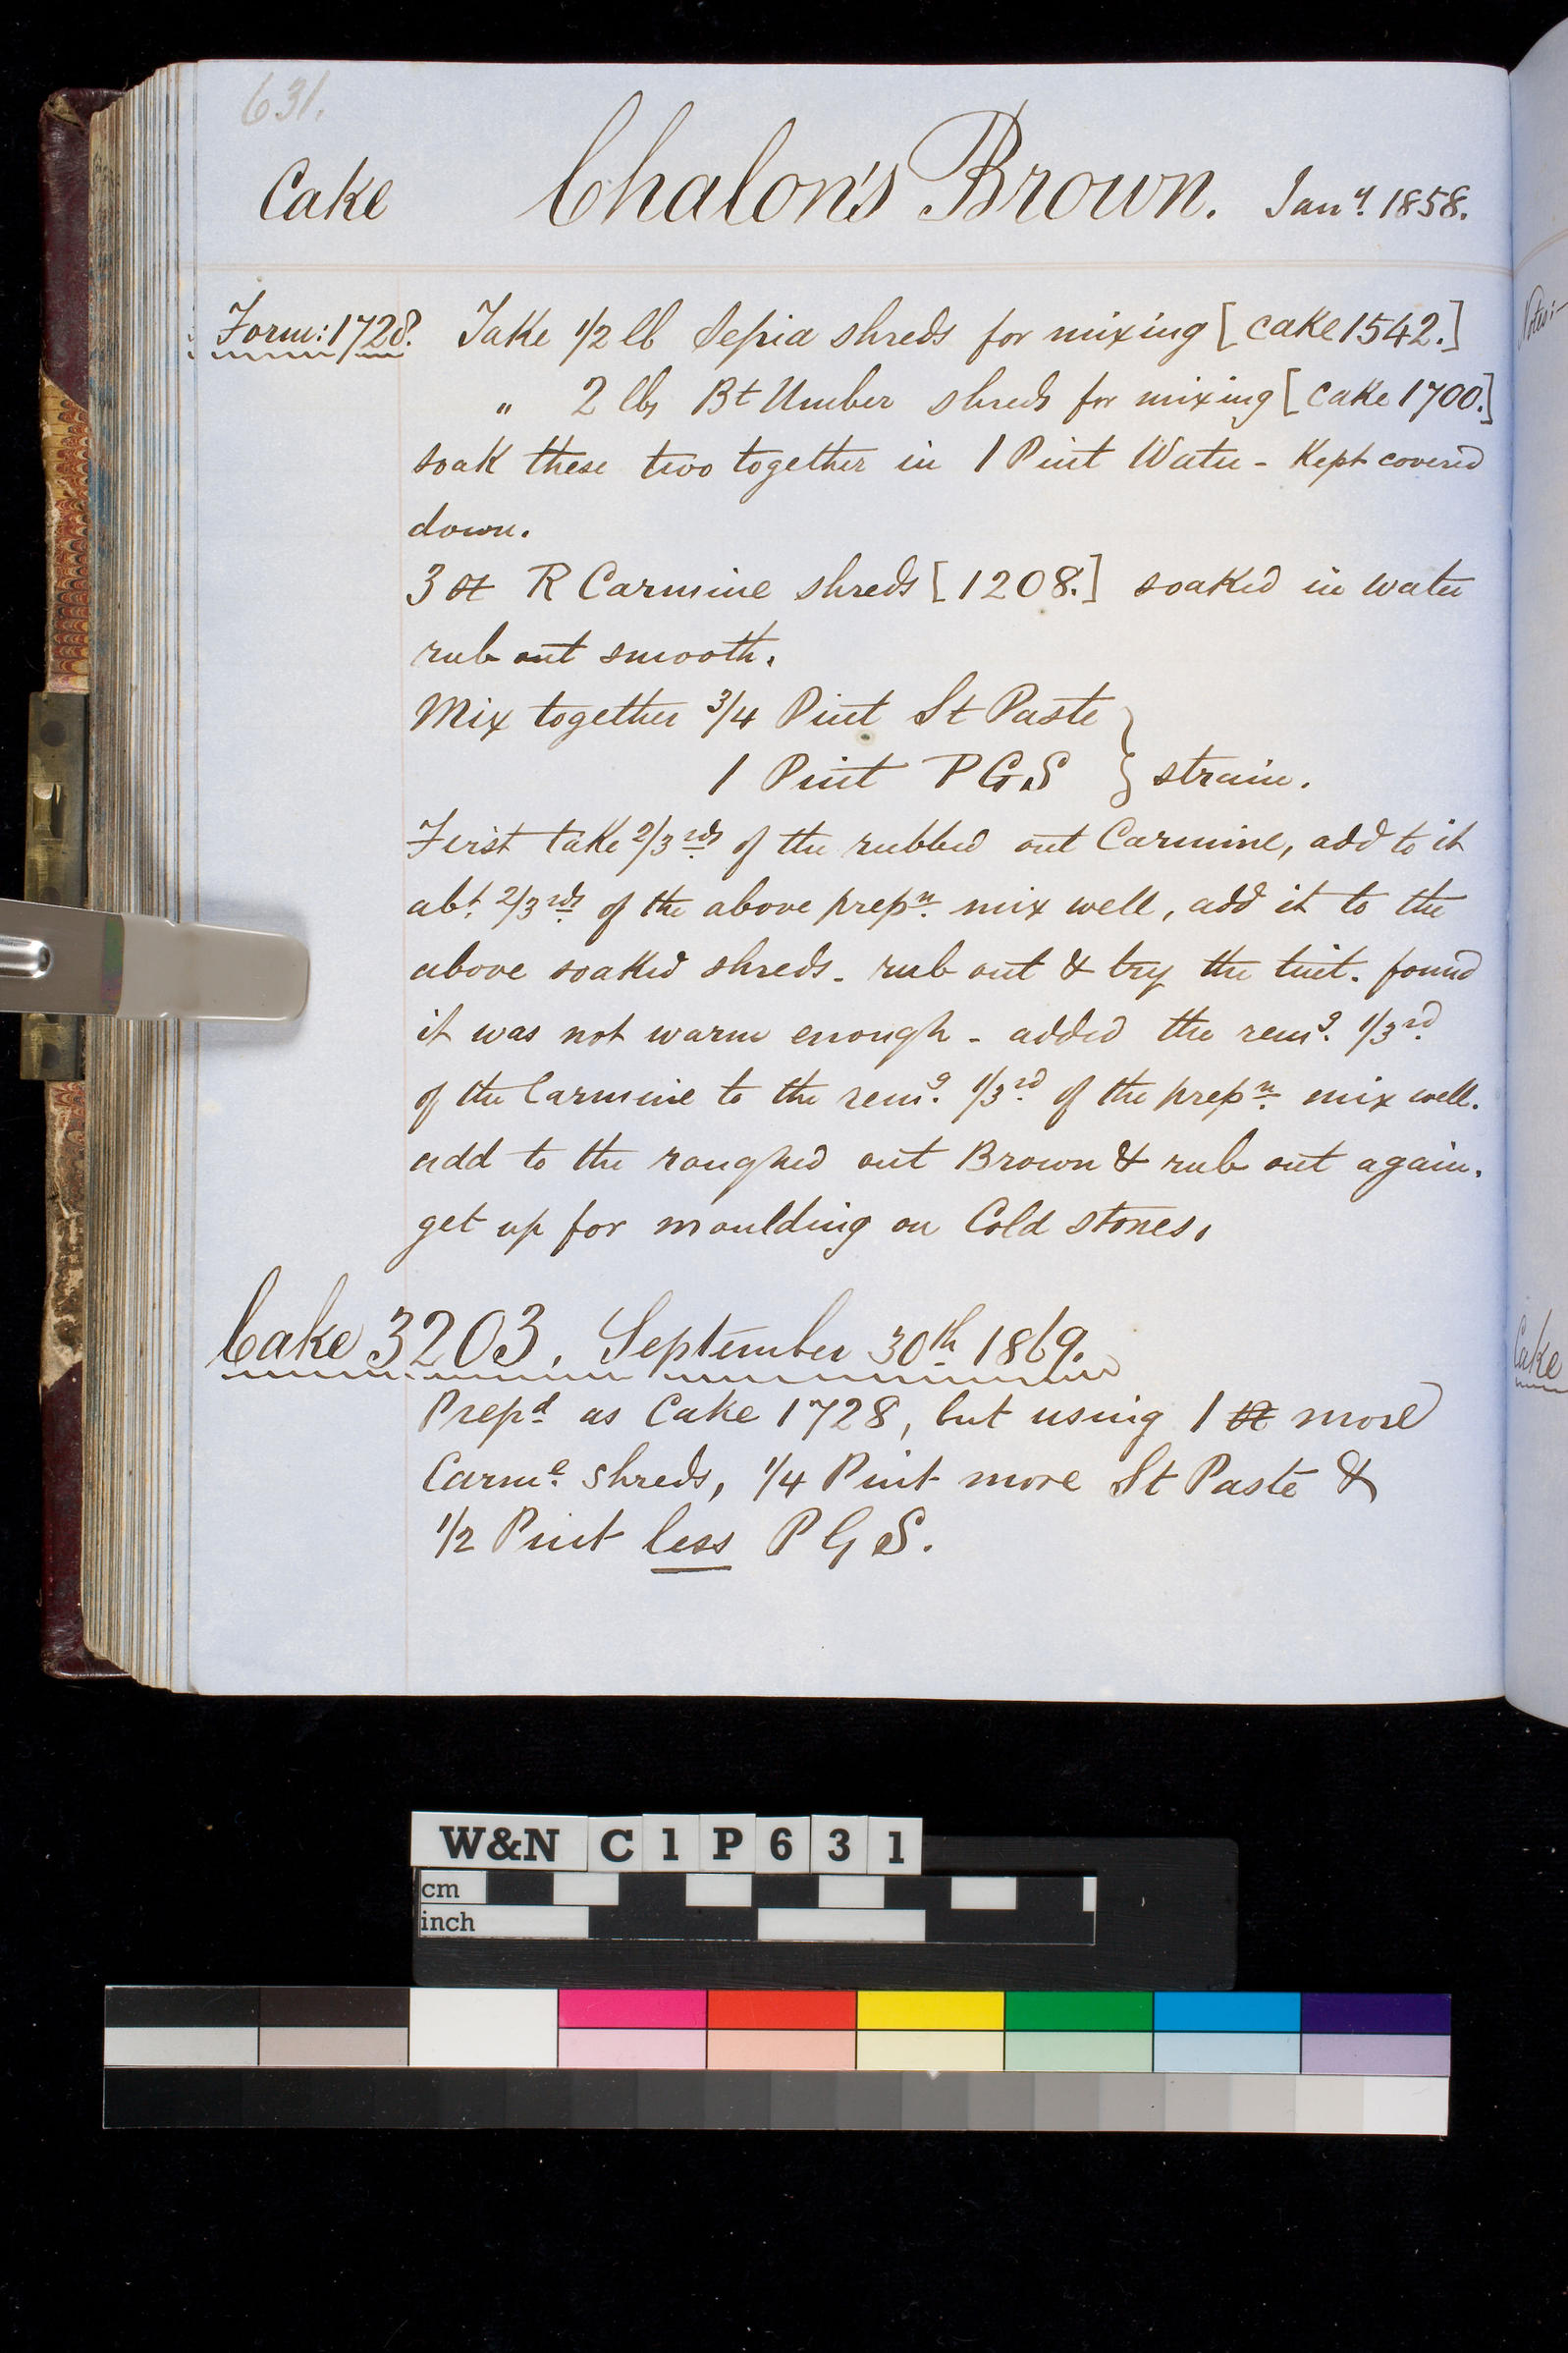 631.
Cake Chalon's Brown. Jany. 1858.
Form: 1728. Take 1/2 lb Sepia shreds for mixing [cake 1542.]
" 2 lbs Bt Umber shreds for mixing [cake 1700.]
soak these two together in 1 Pint Water - Kept covered
down.
3 oz R Carmine shreds [1208.] soaked in water
rub out smooth.
Mix together 3/4 Pint St Paste
1 Pint P G S } strain.
First take 2/3rds of the rubbed out Carmine, add to it
abt. 2/3rds of the above prepn. mix well, add it to the
above soaked shreds. rub out & try the tint. found
it was not warm enough - added the remg. 1/3rd
of the Carmine to the remg. 1/3rd of the prepn. mix well.
add to the roughed out Brown & rub out again.
get up for moulding on Cold stones.
Cake 3203. September 30th 1869.
Prepd. as Cake 1728, but using 1 oz more
Carme. shreds, 1/4 Pint more St Paste &
1/2 Pint less P G S.
Notes:-
Cake
W&N C1P631
cm
inch